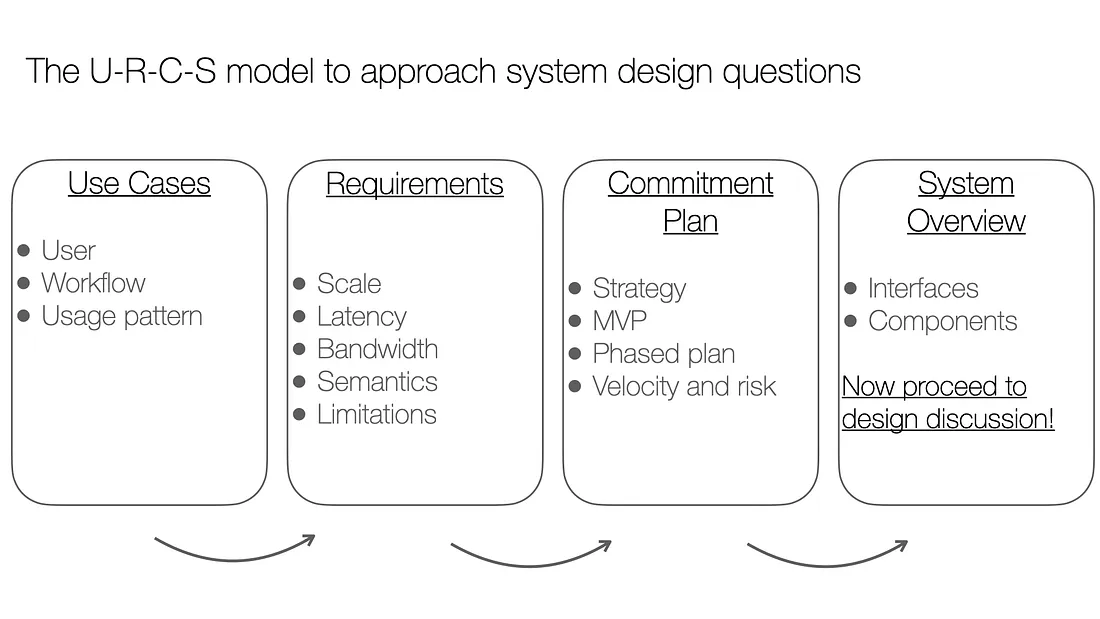 The U-R-C-S model to approach system design questions
Use Cases
● User
● Workflow
● Usage pattern
Requirements
● Scale
● Latency
● Bandwidth
● Semantics
● Limitations
Commitment
Plan
● Strategy
● MVP
● Phased plan
● Velocity and risk
System
Overview
● Interfaces
● Components
Now proceed to
design discussion!